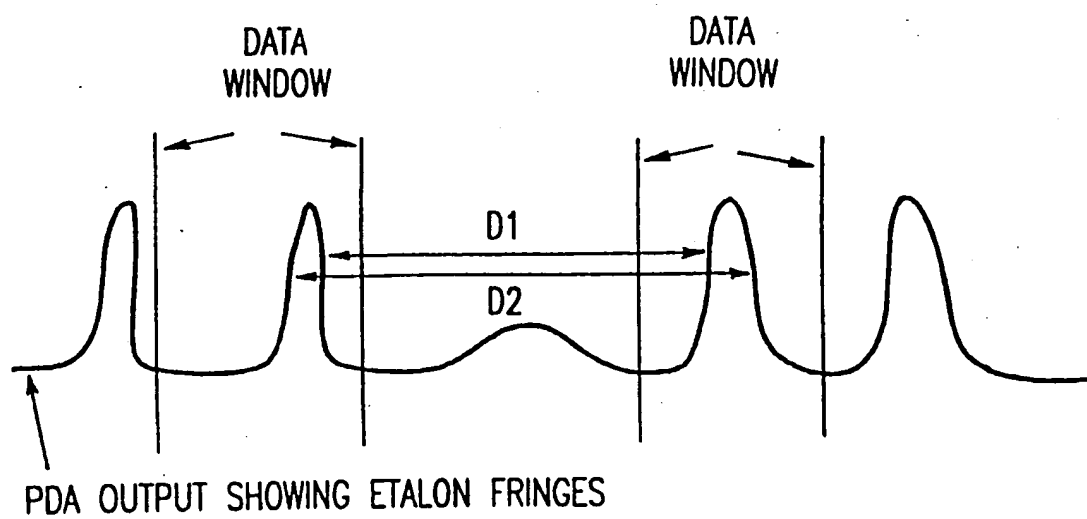 DATA
WINDOW
DATA
WINDOW
D1
D2
PDA OUTPUT SHOWING ETALON FRINGES